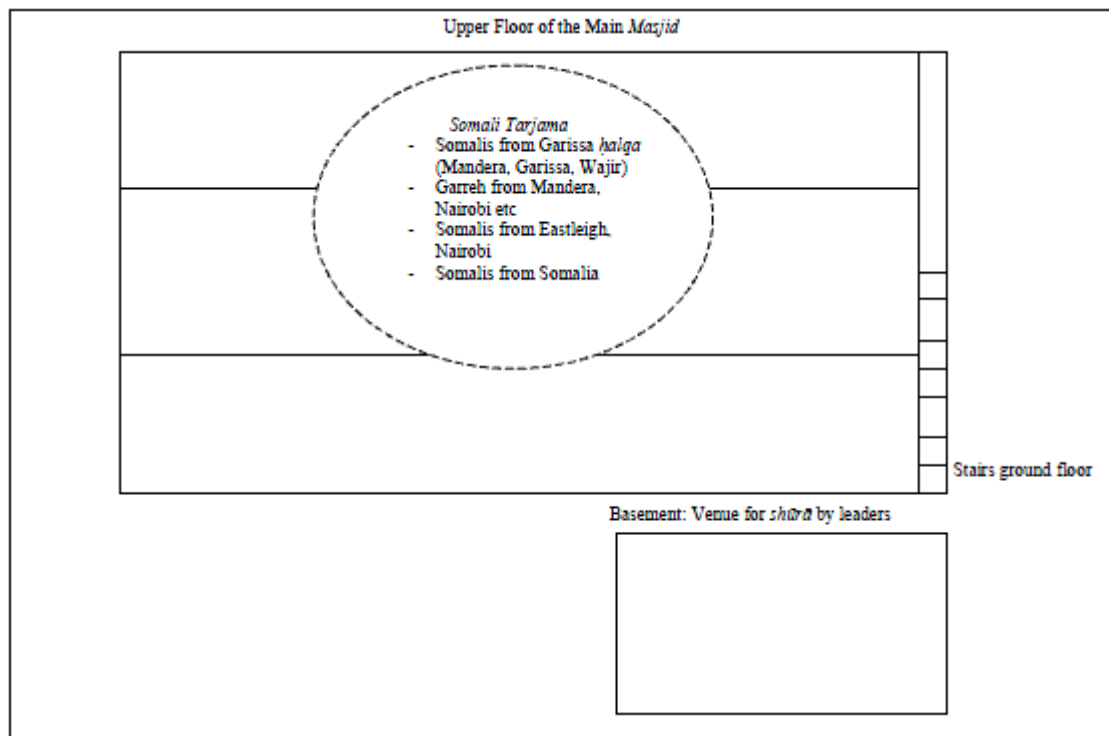 Upper Floor of the Main Masjid
Somali Tarjama
- Somalis from Garissa ḥalqa
(Mandera, Garissa, Wajir)
- Garreh from Mandera,
Nairobi etc
- Somalis from Eastleigh,
Nairobi
- Somalis from Somalia
Stairs ground floor
Basement: Venue for shūrā by leaders